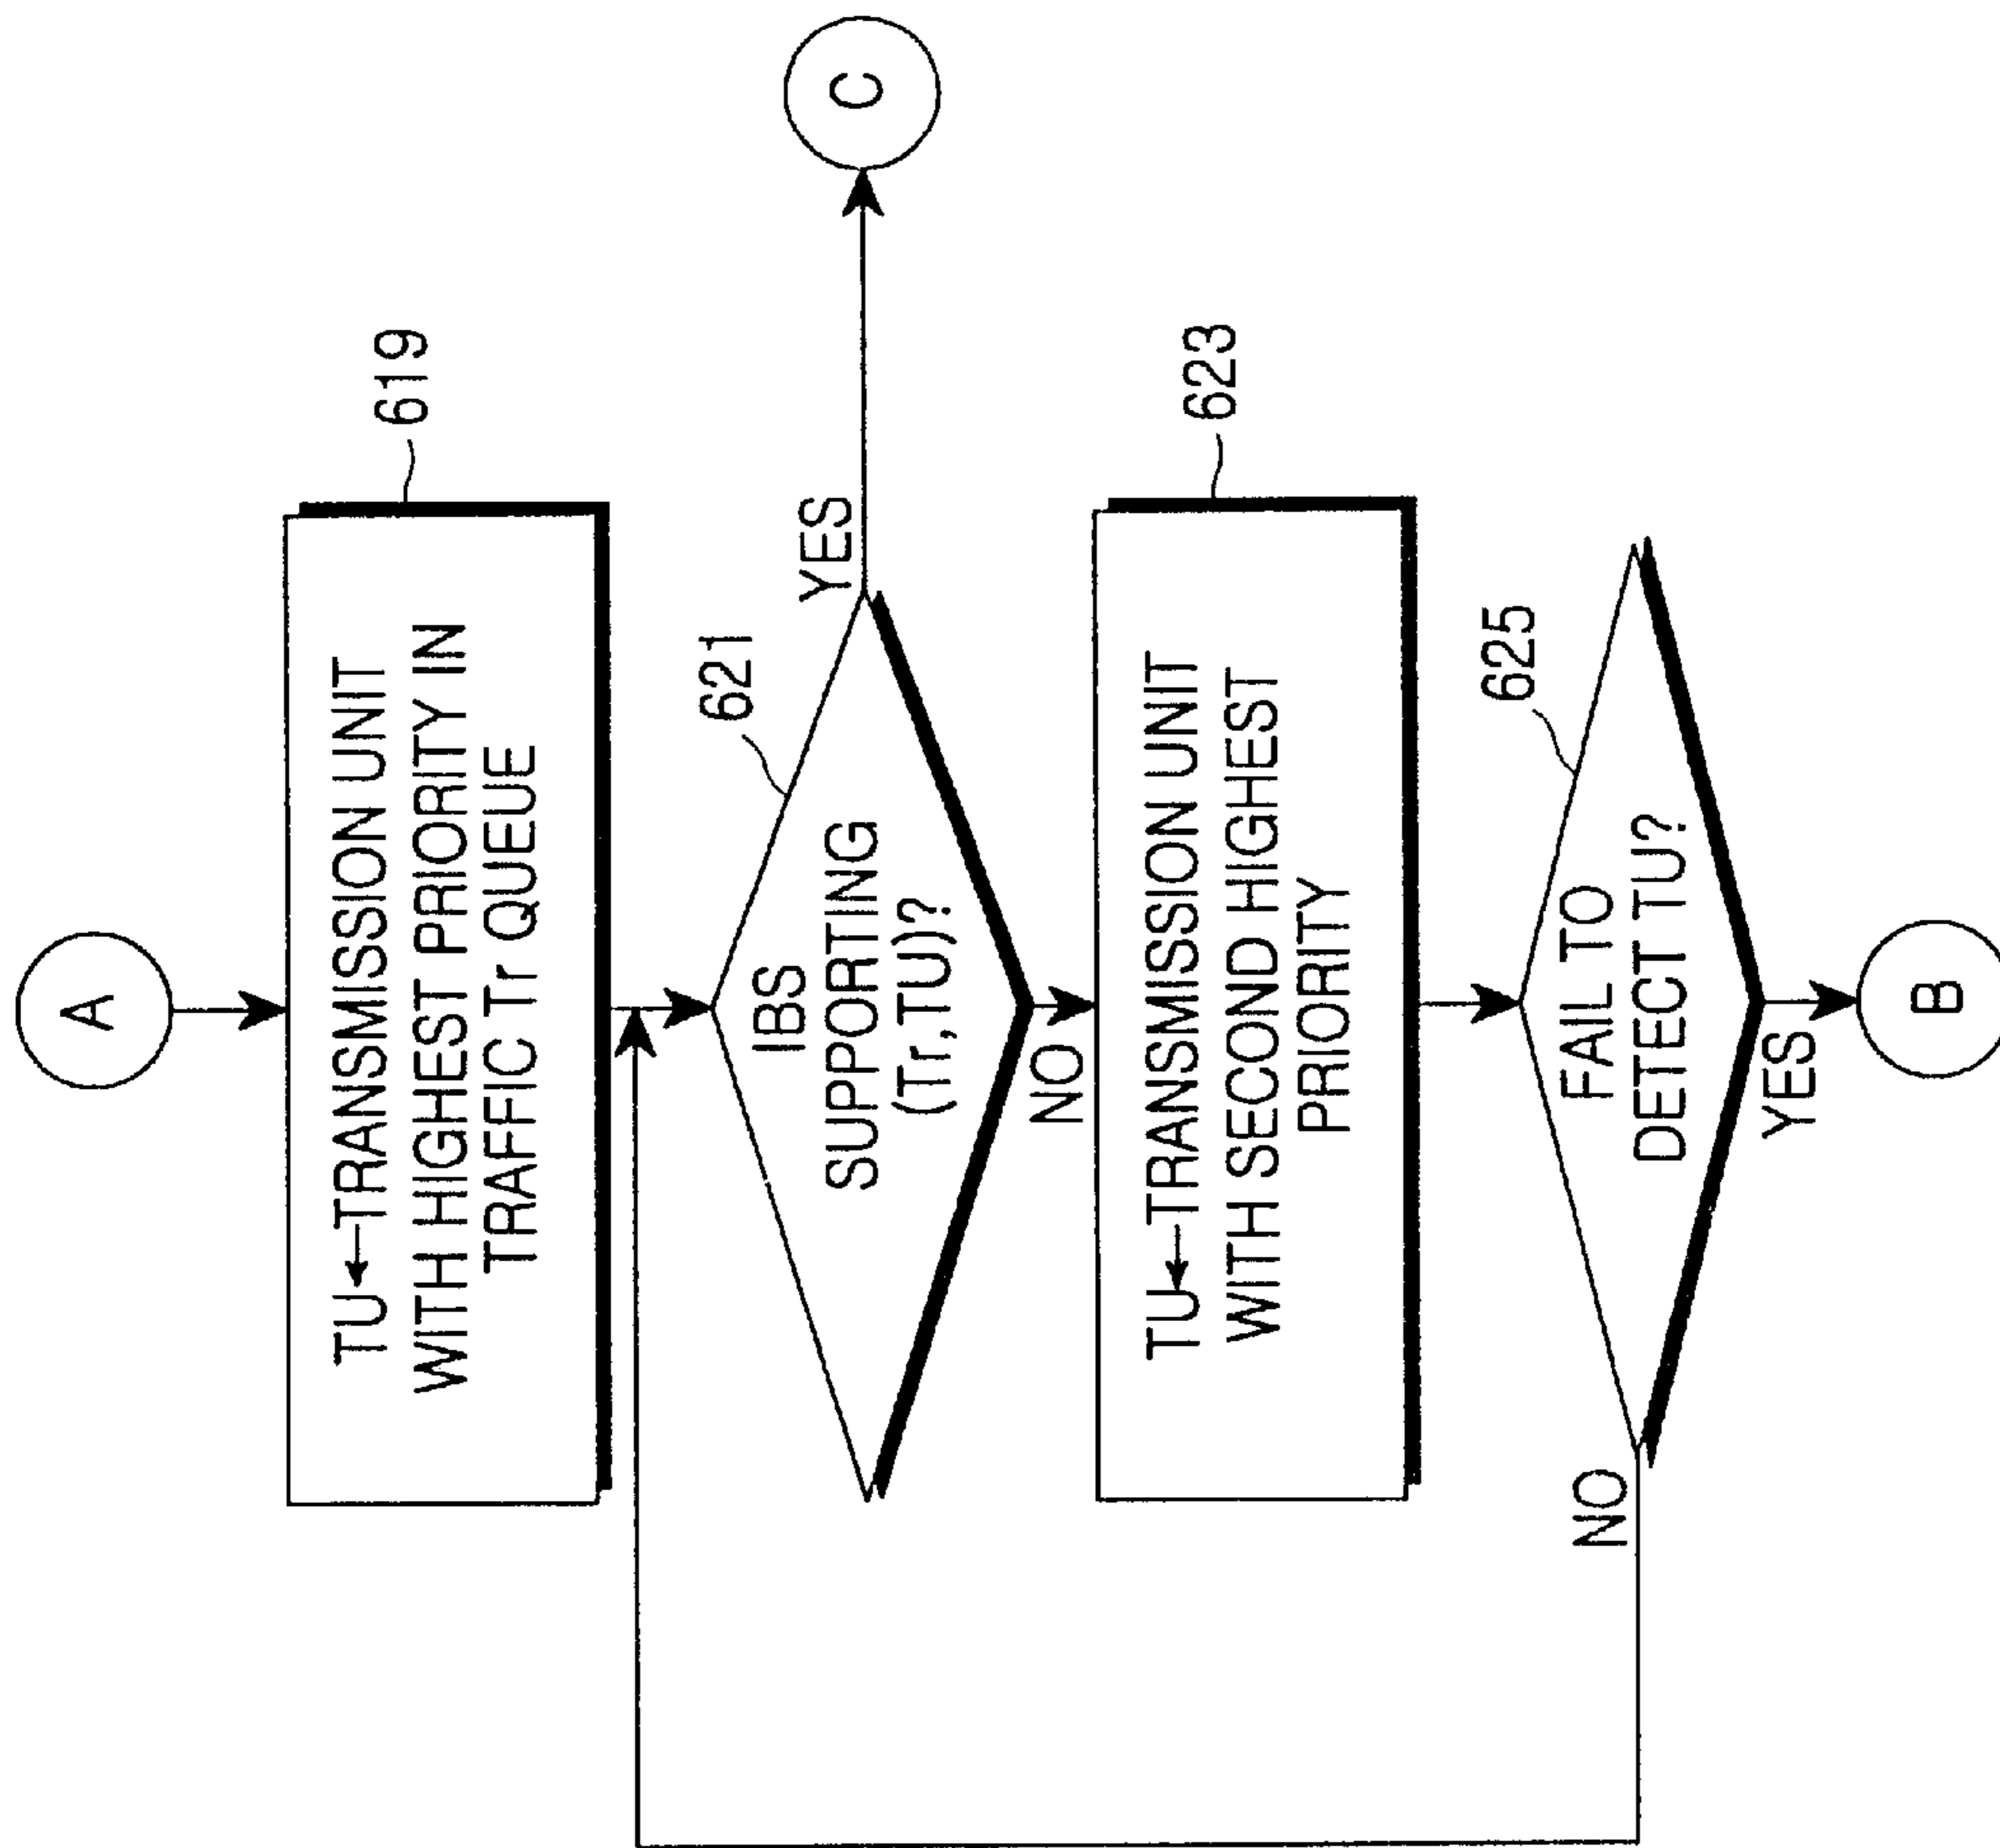 A
TU←TRANSMISSION UNIT
WITH HIGHEST PRIORITY IN
TRAFFIC Tr QUEUE
619
IBS
SUPPORTING
(Tr,TU)?
621
YES
C
NO
TU←TRANSMISSION UNIT
WITH SECOND HIGHEST
PRIORITY
623
FAIL TO
DETECT TU?
625
NO
YES
B